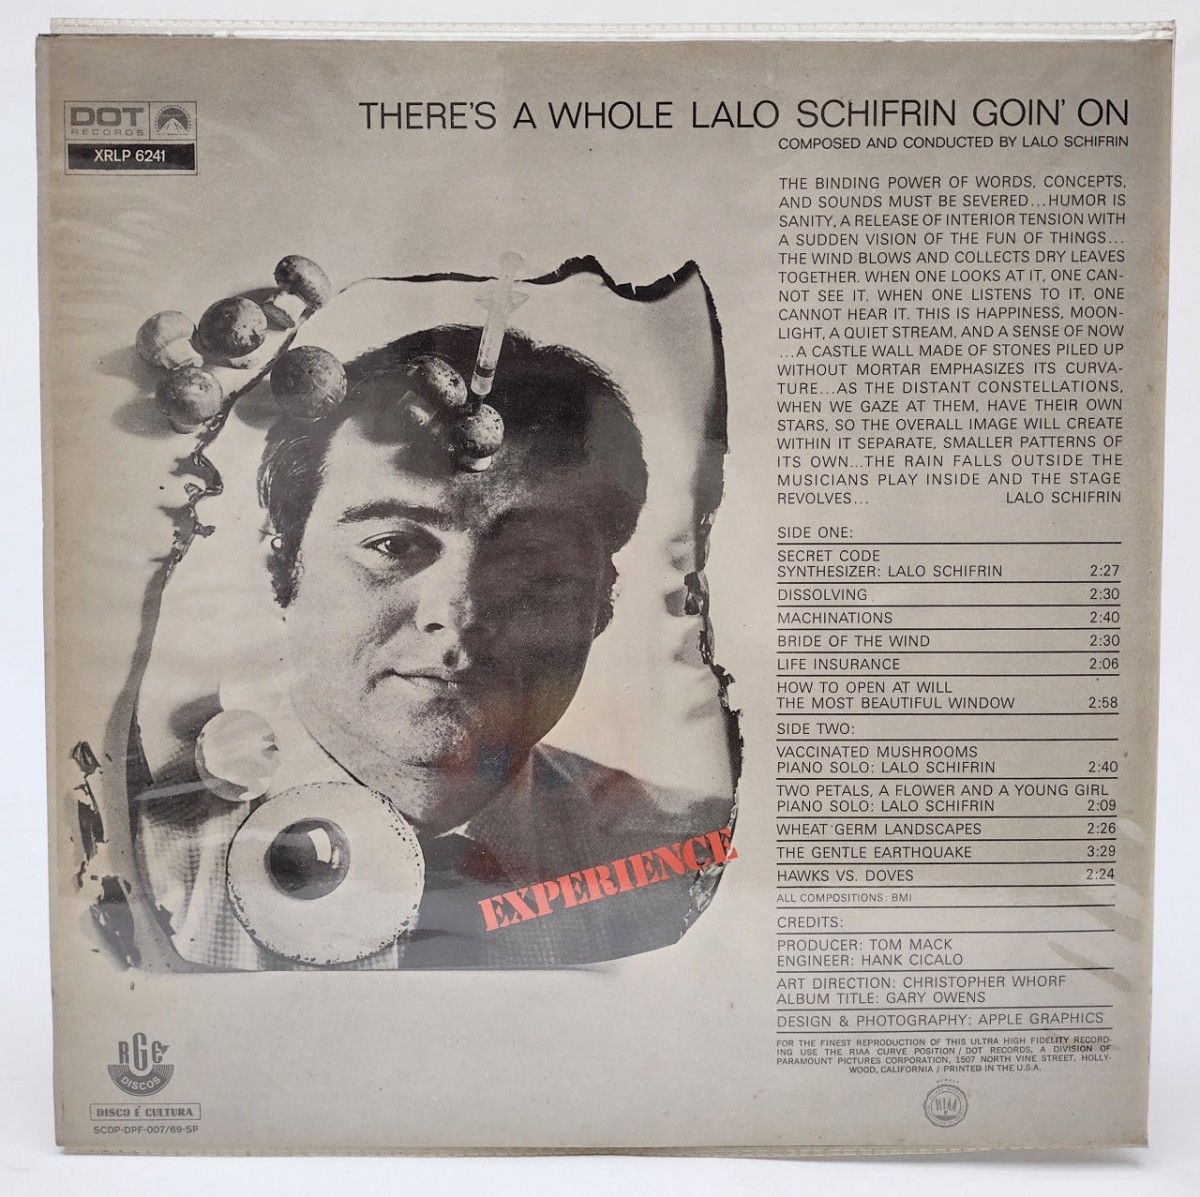 DOT
RECORDS
XRLP 6241
THERE'S A WHOLE LALO SCHIFRIN GOIN' ON
COMPOSED AND CONDUCTED BY LALO SCHIFRIN
THE BINDING POWER OF WORDS, CONCEPTS,
AND SOUNDS MUST BE SEVERED...HUMOR IS
SANITY, A RELEASE OF INTERIOR TENSION WITH
A SUDDEN VISION OF THE FUN OF THINGS...
THE WIND BLOWS AND COLLECTS DRY LEAVES
TOGETHER. WHEN ONE LOOKS AT IT, ONE CAN-
NOT SEE IT. WHEN ONE LISTENS TO IT, ONE
CANNOT HEAR IT. THIS IS HAPPINESS, MOON-
LIGHT, A QUIET STREAM, AND A SENSE OF NOW
...A CASTLE WALL MADE OF STONES PILED UP
WITHOUT MORTAR EMPHASIZES ITS CURVA-
TURE...AS THE DISTANT CONSTELLATIONS,
WHEN WE GAZE AT THEM, HAVE THEIR OWN
STARS, SO THE OVERALL IMAGE WILL CREATE
WITHIN IT SEPARATE, SMALLER PATTERNS OF
ITS OWN...THE RAIN FALLS OUTSIDE THE
MUSICIANS PLAY INSIDE AND THE STAGE
REVOLVES... LALO SCHIFRIN
SIDE ONE:
SECRET CODE
SYNTHESIZER: LALO SCHIFRIN 2:27
DISSOLVING 2:30
MACHINATIONS 2:40
BRIDE OF THE WIND 2:30
LIFE INSURANCE 2:06
HOW TO OPEN AT WILL
THE MOST BEAUTIFUL WINDOW 2:58
SIDE TWO:
VACCINATED MUSHROOMS
PIANO SOLO: LALO SCHIFRIN 2:40
TWO PETALS, A FLOWER AND A YOUNG GIRL
PIANO SOLO: LALO SCHIFRIN 2:09
WHEAT GERM LANDSCAPES 2:26
THE GENTLE EARTHQUAKE 3:29
HAWKS VS. DOVES 2:24
ALL COMPOSITIONS: BMI
CREDITS:
PRODUCER: TOM MACK
ENGINEER: HANK CICALO
ART DIRECTION: CHRISTOPHER WHORF
ALBUM TITLE: GARY OWENS
DESIGN & PHOTOGRAPHY: APPLE GRAPHICS
FOR THE FINEST REPRODUCTION OF THIS ULTRA HIGH FIDELITY RECORD-
ING USE THE RIAA CURVE POSITION / DOT RECORDS, A DIVISION OF
PARAMOUNT PICTURES CORPORATION, 1507 NORTH VINE STREET, HOLLY-
WOOD, CALIFORNIA / PRINTED IN THE U.S.A.
RIAA
EXPERIENCE
RGE
DISCOS
DISCO É CULTURA
SCDP-DPF-007/69-SP